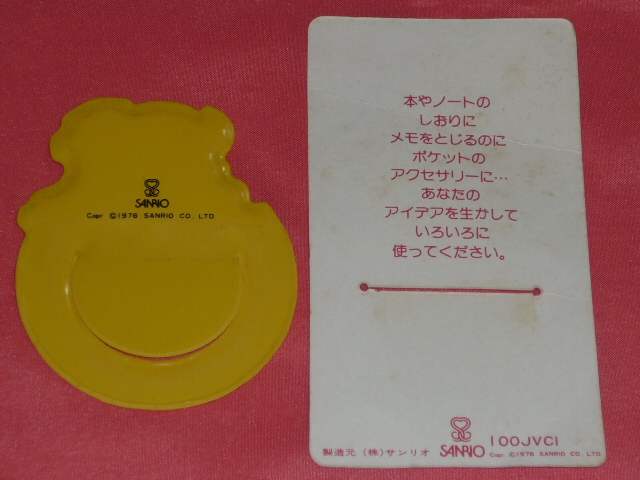 SANRIO
Copr ©1976 SANRIO CO., LTD
本やノートの
しおりに
メモをとじるのに
ポケットの
アクセサリーに…
あなたの
アイデアを生かして
いろいろに
使ってください。
製造元 (株)サンリオ SANRIO 100JVC1
Copr ©1976 SANRIO CO., LTD.